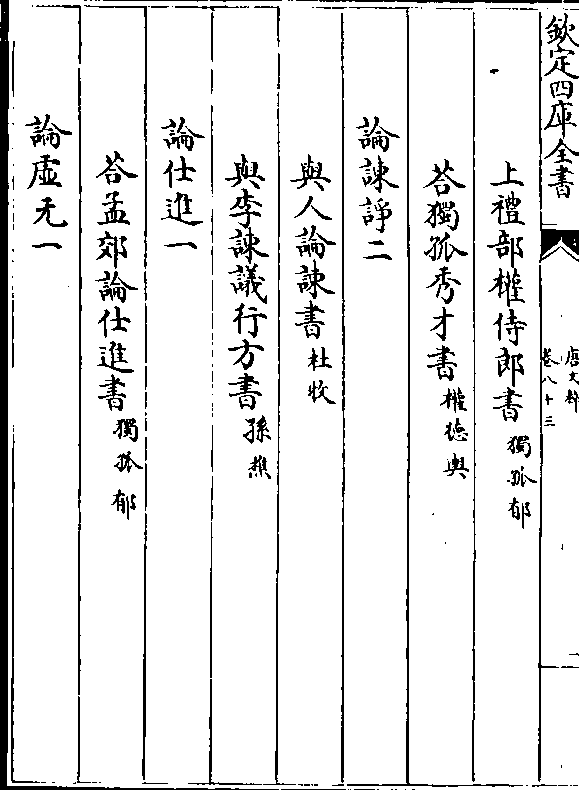 欽定四庫全書
唐文粹
卷八十三
一
上禮部權侍郎書 獨孤郁
荅獨孤秀才書 權德輿
論諫諍二
與人論諫書 杜牧
與李諫議行方書 孫樵
論仕進一
荅孟郊論仕進書 獨孤郁
論虛无一